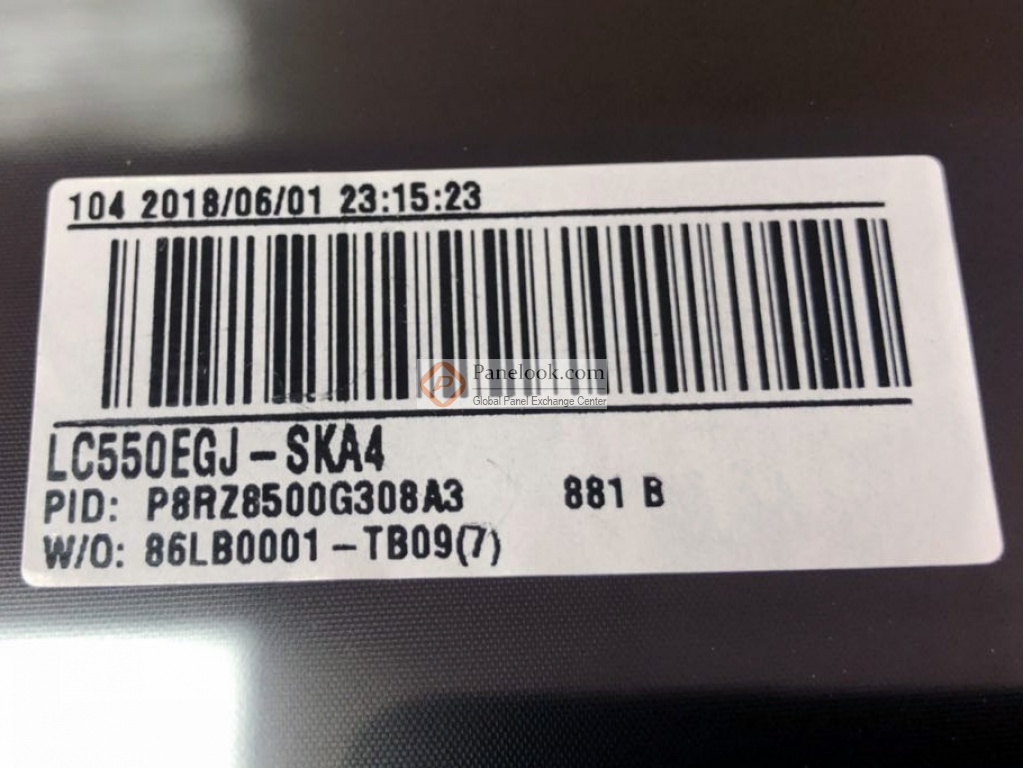 104 2018/06/01 23:15:23
Panelook.com
Global Panel Exchange Center
LC550EGJ-SKA4
PID: P8RZ8500G308A3 881 B
W/O: 86LB0001-TB09(7)